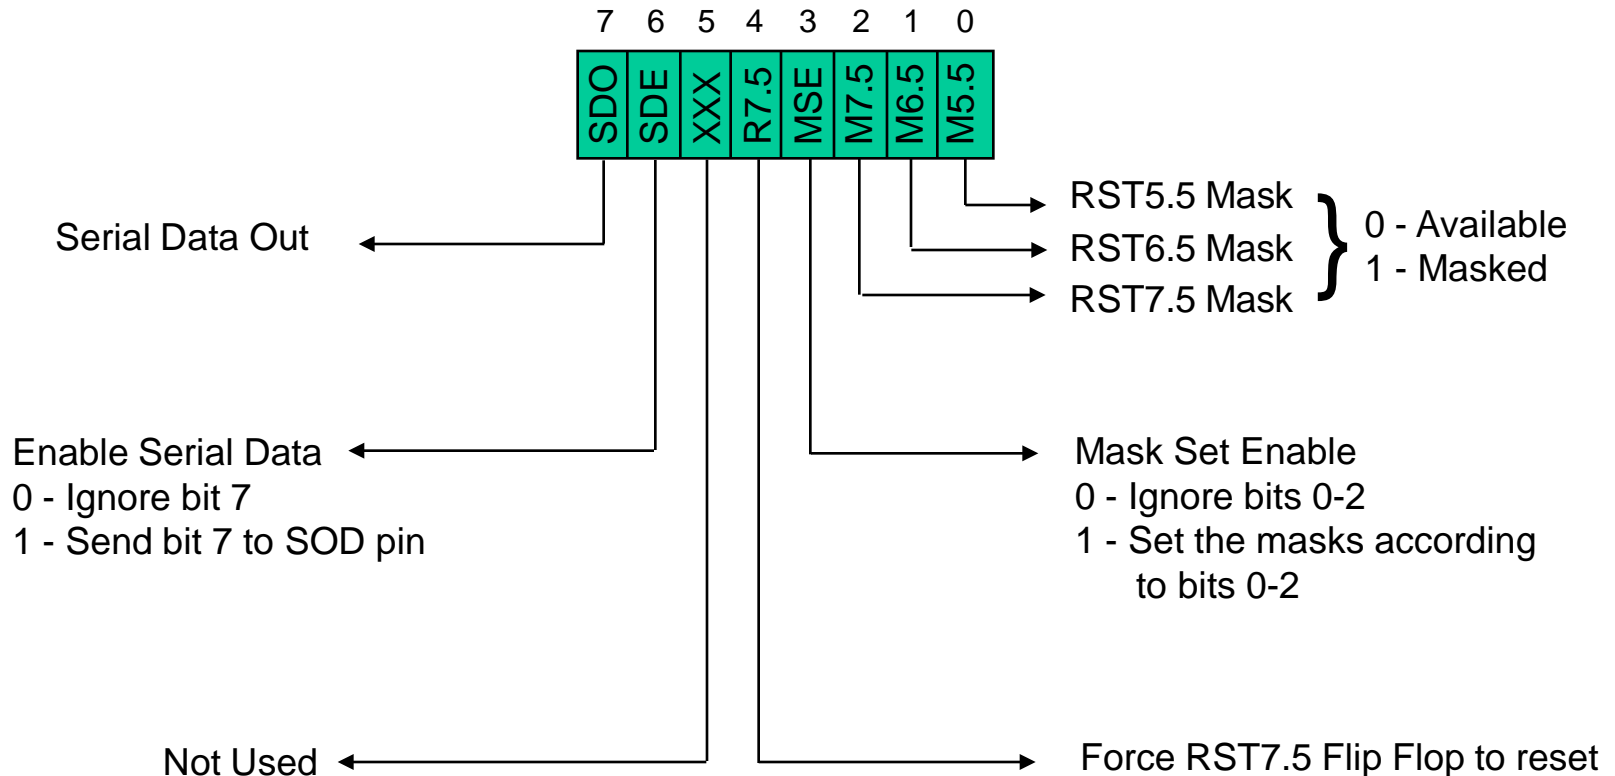 7 6 5 4 3 2 1 0
SDO SDE XXX R7.5 MSE M7.5 M6.5 M5.5
Serial Data Out
RST5.5 Mask
RST6.5 Mask
RST7.5 Mask
}
0 - Available
1 - Masked
Enable Serial Data
0 - Ignore bit 7
1 - Send bit 7 to SOD pin
Mask Set Enable
0 - Ignore bits 0-2
1 - Set the masks according
to bits 0-2
Not Used
Force RST7.5 Flip Flop to reset